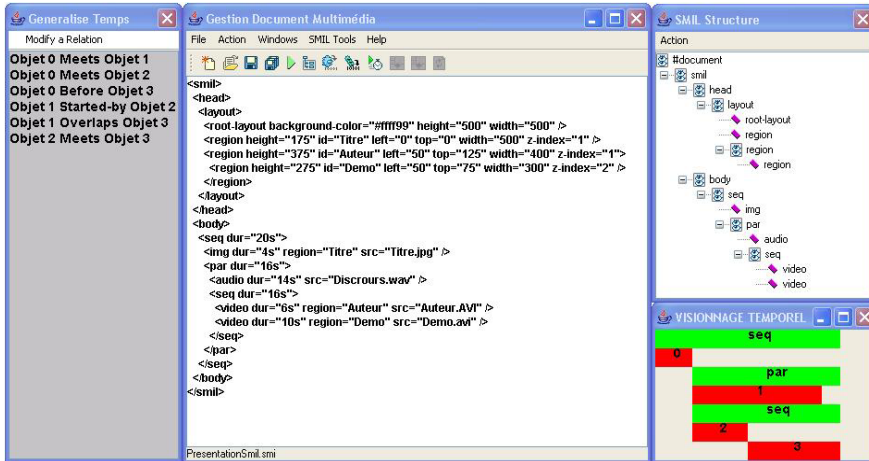 Generalise Temps
Modify a Relation
Objet 0 Meets Objet 1
Objet 0 Meets Objet 2
Objet 0 Before Objet 3
Objet 1 Started-by Objet 2
Objet 1 Overlaps Objet 3
Objet 2 Meets Objet 3
Gestion Document Multimédia
File Action Windows SMIL Tools Help
<smil>
<head>
<layout>
<root-layout background-color="#ffff99" height="500" width="500" />
<region height="175" id="Titre" left="0" top="0" width="500" z-index="1" />
<region height="375" id="Auteur" left="50" top="125" width="400" z-index="1">
<region height="275" id="Demo" left="50" top="75" width="300" z-index="2" />
</region>
</layout>
</head>
<body>
<seq dur="20s">
<img dur="4s" region="Titre" src="Titre.jpg" />
<par dur="16s">
<audio dur="14s" src="Discrours.wav" />
<seq dur="16s">
<video dur="6s" region="Auteur" src="Auteur.AVI" />
<video dur="10s" region="Demo" src="Demo.avi" />
</seq>
</par>
</seq>
</body>
</smil>
PresentationSmil.smi
SMIL Structure
Action
#document
smil
head
layout
root-layout
region
region
region
body
seq
img
par
audio
seq
video
video
VISIONNAGE TEMPOREL
seq
0
par
1
seq
2
3